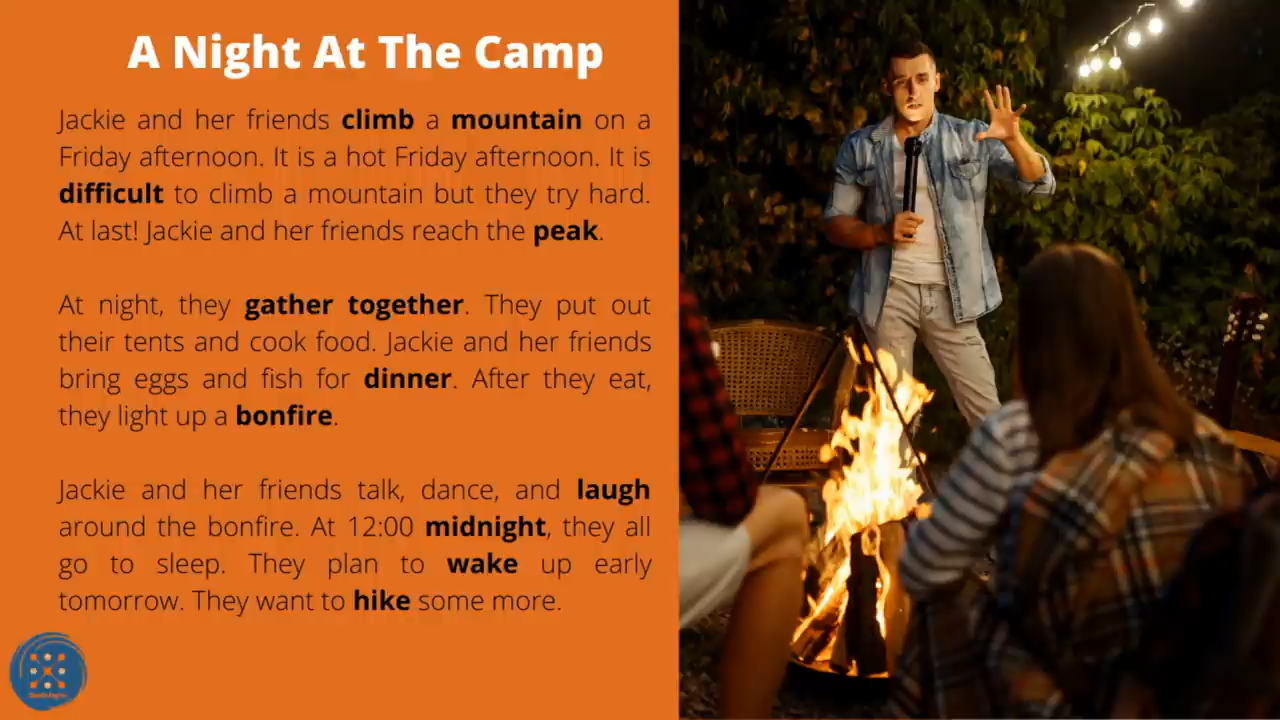 A Night At The Camp
Jackie and her friends climb a mountain on a
Friday afternoon. It is a hot Friday afternoon. It is
difficult to climb a mountain but they try hard.
At last! Jackie and her friends reach the peak.
At night, they gather together. They put out
their tents and cook food. Jackie and her friends
bring eggs and fish for dinner. After they eat,
they light up a bonfire.
Jackie and her friends talk, dance, and laugh
around the bonfire. At 12:00 midnight, they all
go to sleep. They plan to wake up early
tomorrow. They want to hike some more.